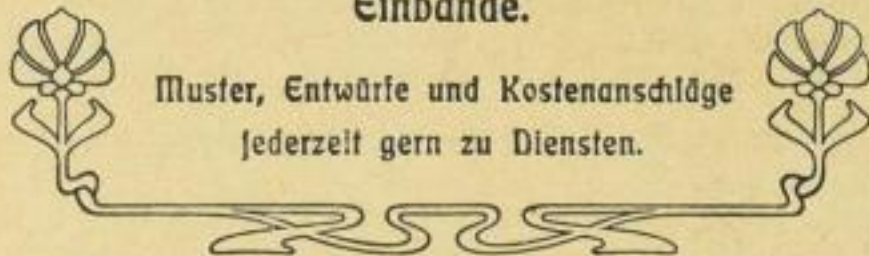 Einbände.
Muster, Entwürfe und Kostenanschläge
jederzeit gern zu Diensten.